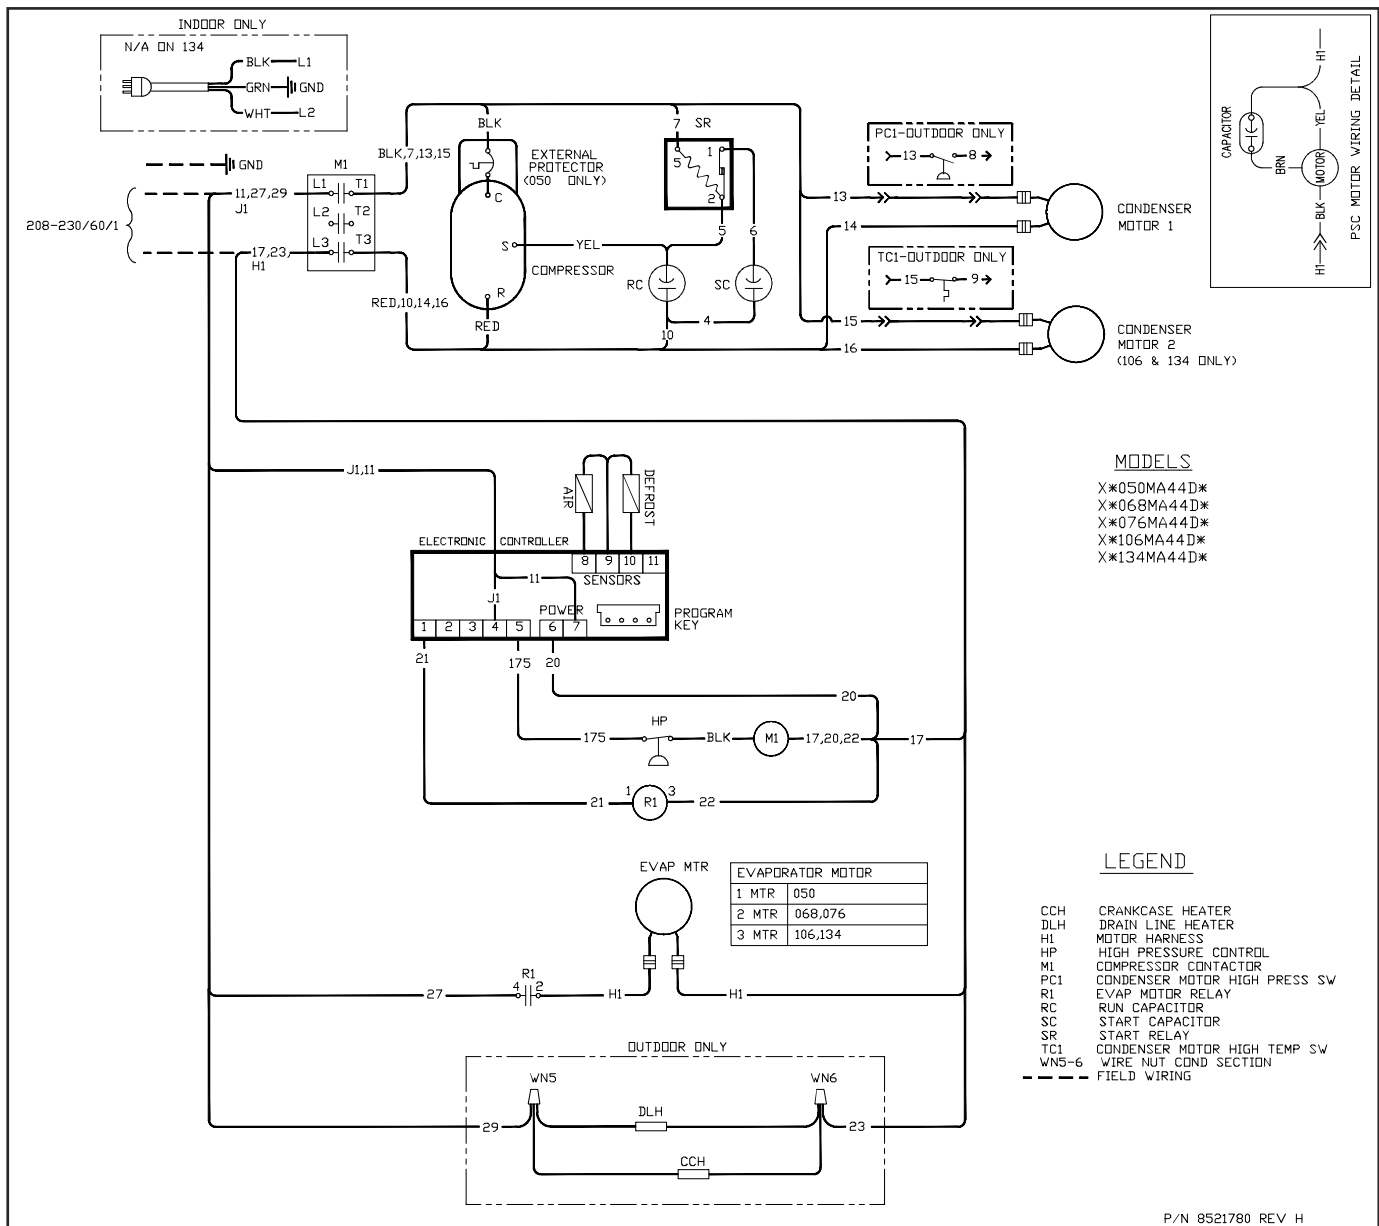 INDOOR ONLY
N/A ON 134
BLK L1
GRN GND
WHT L2
GND
208-230/60/1
11,27,29
J1
17,23,
H1
M1
L1 T1
L2 T2
L3 T3
BLK,7,13,15
RED,10,14,16
BLK
EXTERNAL
PROTECTOR
(050 ONLY)
C
S
R
YEL
COMPRESSOR
RED
7 SR
5 1
2
5 6
RC SC
4
10
PC1-OUTDOOR ONLY
13 8
13
14
CONDENSER
MOTOR 1
TC1-OUTDOOR ONLY
15 9
15
16
CONDENSER
MOTOR 2
(106 & 134 ONLY)
CAPACITOR
H1
YEL
BRN
MOTOR
BLK
H1
PSC MOTOR WIRING DETAIL
MODELS
X*050MA44D*
X*068MA44D*
X*076MA44D*
X*106MA44D*
X*134MA44D*
J1,11
AIR
DEFROST
ELECTRONIC CONTROLLER
8 9 10 11
SENSORS
11
J1
POWER
1 2 3 4 5 6 7
PROGRAM
KEY
21 175 20
20
175 HP BLK M1 17,20,22 17
21 1 R1 3 22
EVAP MTR
EVAPORATOR MOTOR
1 MTR 050
2 MTR 068,076
3 MTR 106,134
27 4 R1 2 H1 H1
OUTDOOR ONLY
WN5 WN6
29 DLH 23
CCH
LEGEND
CCH CRANKCASE HEATER
DLH DRAIN LINE HEATER
H1 MOTOR HARNESS
HP HIGH PRESSURE CONTROL
M1 COMPRESSOR CONTACTOR
PC1 CONDENSER MOTOR HIGH PRESS SW
R1 EVAP MOTOR RELAY
RC RUN CAPACITOR
SC START CAPACITOR
SR START RELAY
TC1 CONDENSER MOTOR HIGH TEMP SW
WN5-6 WIRE NUT COND SECTION
FIELD WIRING
P/N 8521780 REV H